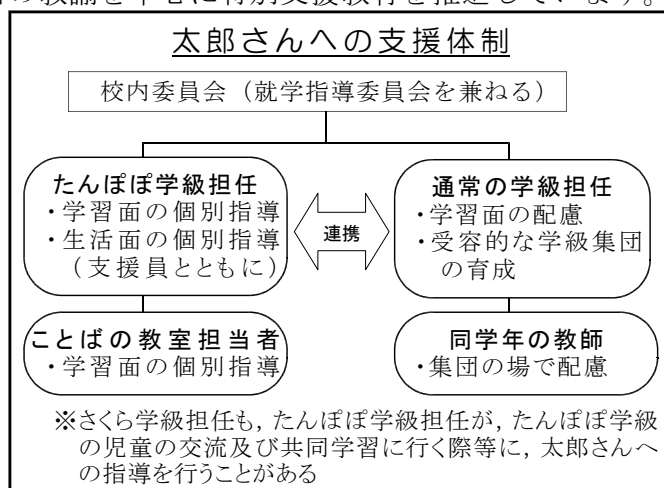 太郎さんへの支援体制
校内委員会（就学指導委員会を兼ねる）
たんぽぽ学級担任
・学習面の個別指導
・生活面の個別指導
（支援員とともに）
連携
通常の学級担任
・学習面の配慮
・受容的な学級集団
の育成
ことばの教室担当者
・学習面の個別指導
同学年の教師
・集団の場で配慮
※さくら学級担任も，たんぽぽ学級担任が，たんぽぽ学級
の児童の交流及び共同学習に行く際等に，太郎さんへ
の指導を行うことがある